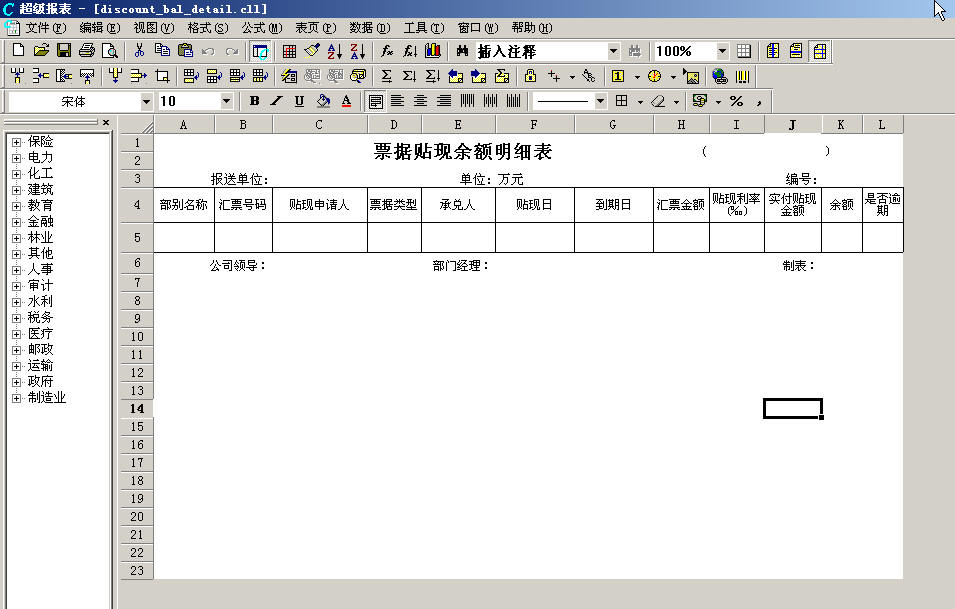 超级报表 - [discount_bal_detail.cll]
文件(F) 编辑(E) 视图(V) 格式(S) 公式(M) 表页(P) 数据(D) 工具(T) 窗口(W) 帮助(H)
插入注释 100%
宋体 10 B I U A
保险
电力
化工
建筑
教育
金融
林业
其他
人事
审计
水利
税务
医疗
邮政
运输
政府
制造业
A B C D E F G H I J K L
1
票据贴现余额明细表 ( )
2
3 报送单位: 单位: 万元 编号:
4 部别名称 汇票号码 贴现申请人 票据类型 承兑人 贴现日 到期日 汇票金额 贴现利率(‰) 实付贴现金额 余额 是否逾期
5
6 公司领导: 部门经理: 制表:
7
8
9
10
11
12
13
14
15
16
17
18
19
20
21
22
23